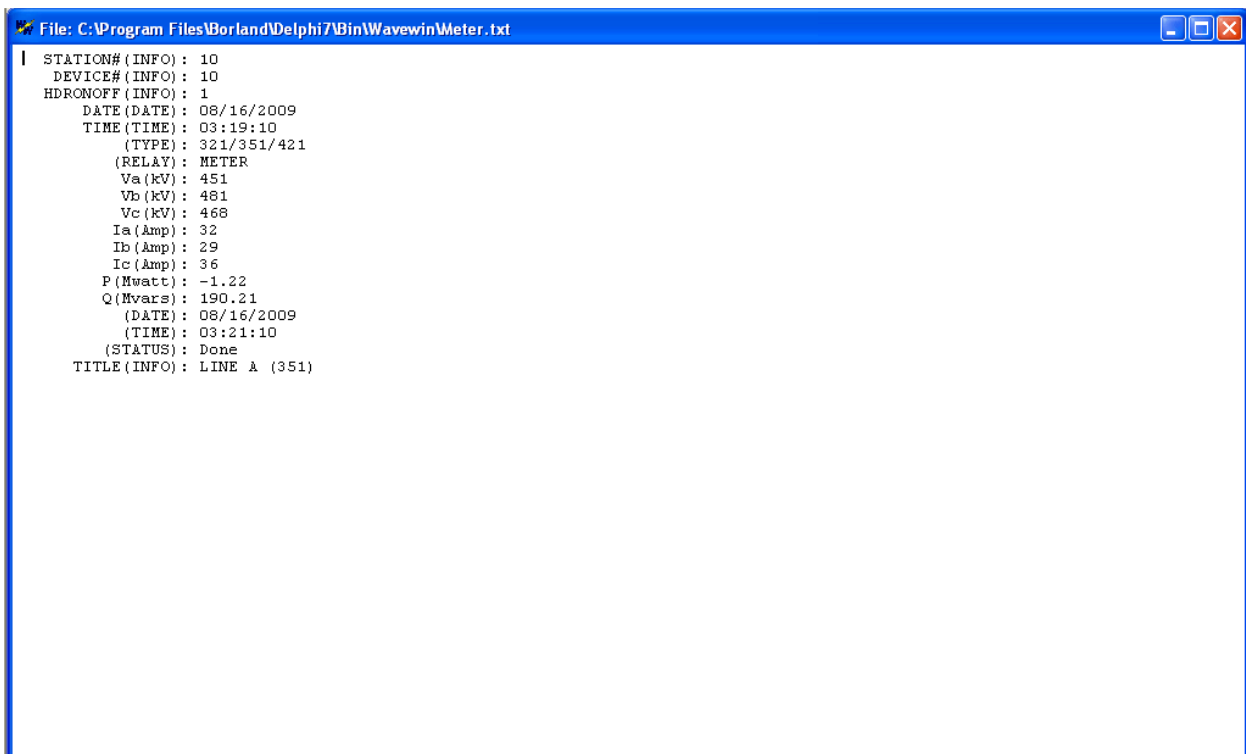 File: C:\Program Files\Borland\Delphi7\Bin\Wavewin\Meter.txt
STATION#(INFO): 10
DEVICE#(INFO): 10
HDRONOFF(INFO): 1
DATE(DATE): 08/16/2009
TIME(TIME): 03:19:10
(TYPE): 321/351/421
(RELAY): METER
Va(kV): 451
Vb(kV): 481
Vc(kV): 468
Ia(Amp): 32
Ib(Amp): 29
Ic(Amp): 36
P(Mwatt): -1.22
Q(Mvars): 190.21
(DATE): 08/16/2009
(TIME): 03:21:10
(STATUS): Done
TITLE(INFO): LINE A (351)